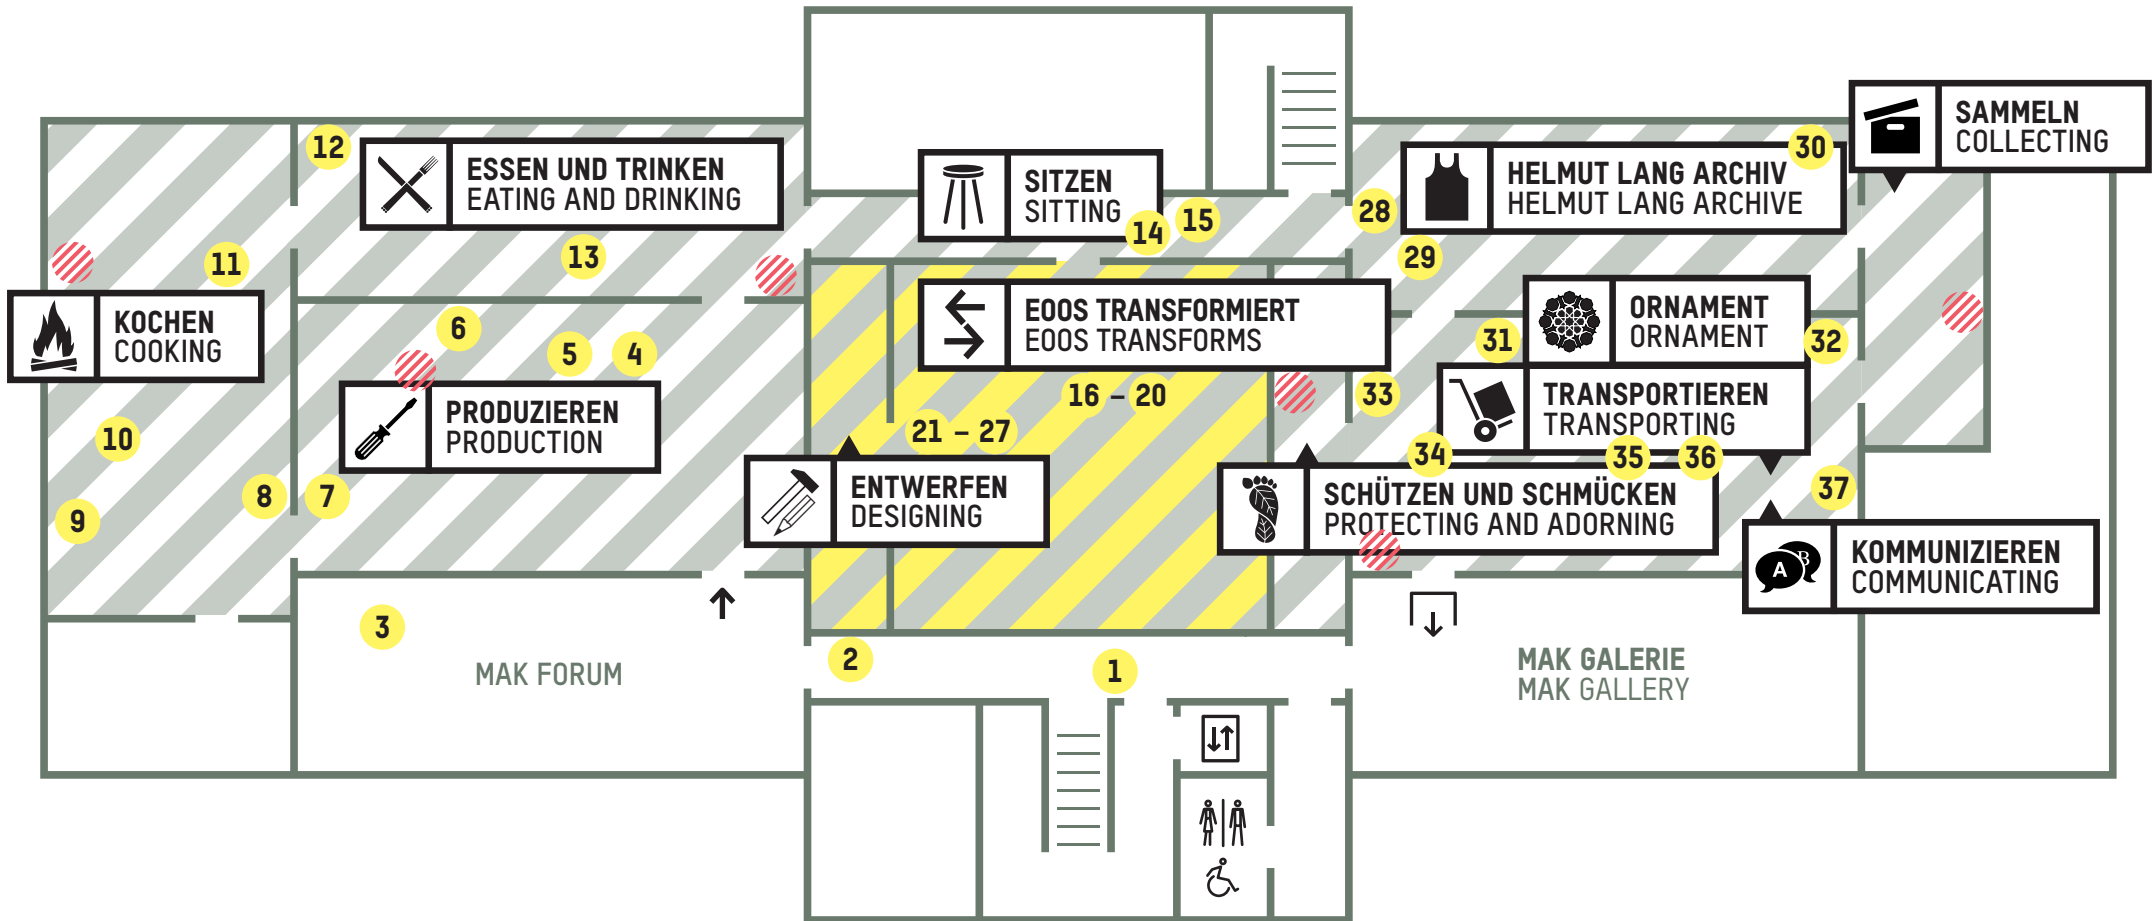 12
ESSEN UND TRINKEN
EATING AND DRINKING
13
11
KOCHEN
COOKING
10
9
8
7
6
5
4
PRODUZIEREN
PRODUCTION
3
MAK FORUM
SITZEN
SITTING
14
15
EOOS TRANSFORMIERT
EOOS TRANSFORMS
16 – 20
21 – 27
ENTWERFEN
DESIGNING
2
1
28
HELMUT LANG ARCHIV
HELMUT LANG ARCHIVE
29
30
SAMMELN
COLLECTING
31
ORNAMENT
ORNAMENT
32
33
TRANSPORTIEREN
TRANSPORTING
34
35
36
37
SCHÜTZEN UND SCHMÜCKEN
PROTECTING AND ADORNING
A
B
KOMMUNIZIEREN
COMMUNICATING
MAK GALERIE
MAK GALLERY